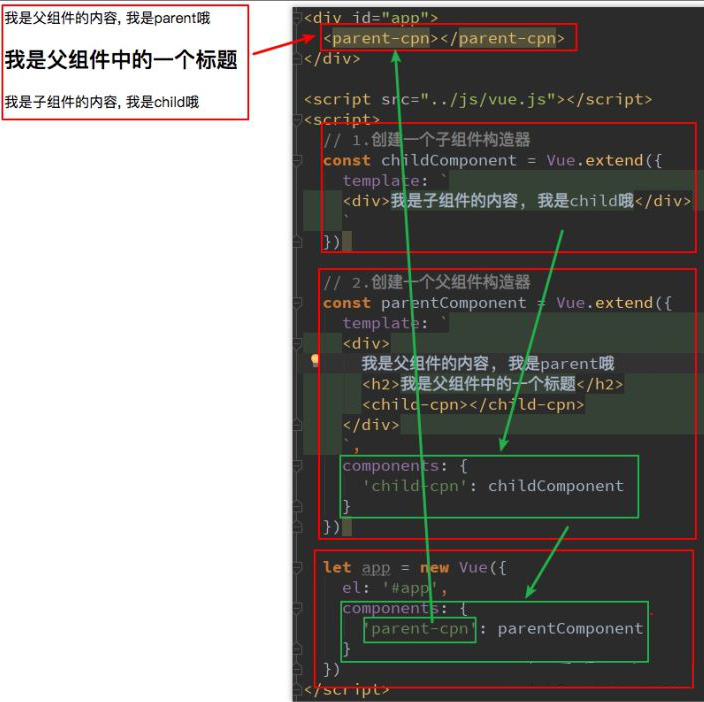 我是父组件的内容, 我是parent哦
我是父组件中的一个标题
我是子组件的内容, 我是child哦
<div id="app">
<parent-cpn></parent-cpn>
</div>
<script src="../js/vue.js"></script>
<script>
// 1.创建一个子组件构造器
const childComponent = Vue.extend({
template: `
<div>我是子组件的内容, 我是child哦</div>
`
})
// 2.创建一个父组件构造器
const parentComponent = Vue.extend({
template: `
<div>
我是父组件的内容, 我是parent哦
<h2>我是父组件中的一个标题</h2>
<child-cpn></child-cpn>
</div>
`,
components: {
'child-cpn': childComponent
}
})
let app = new Vue({
el: '#app',
components: {
'parent-cpn': parentComponent
}
})
</script>